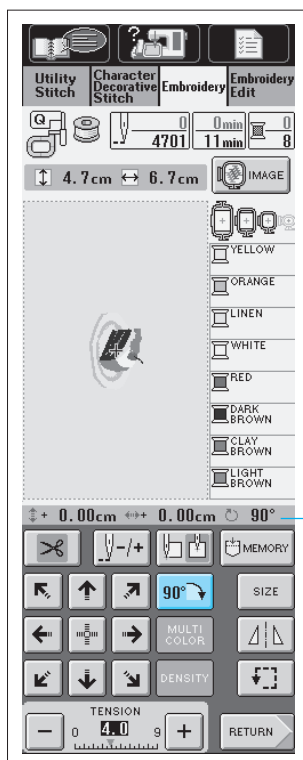 Utility Stitch
Character Decorative Stitch
Embroidery
Embroidery Edit
Q
0
4701
0min
11min
0
8
4.7cm 6.7cm
IMAGE
YELLOW
ORANGE
LINEN
WHITE
RED
DARK BROWN
CLAY BROWN
LIGHT BROWN
+ 0.00cm + 0.00cm 90°
-/+
MEMORY
90°
SIZE
MULTI COLOR
DENSITY
TENSION
− 0 4.0 9 +
RETURN